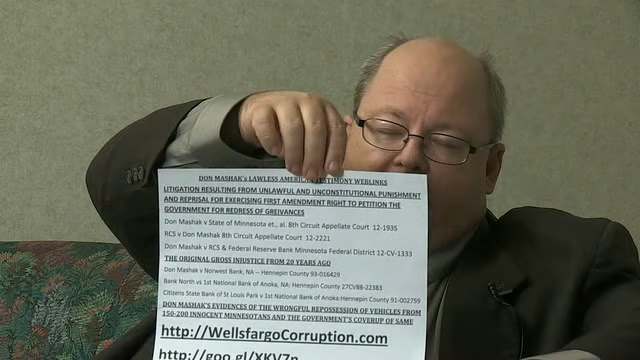 DON MASHAK's LAWLESS AMERICA TESTIMONY WEBLINKS
LITIGATION RESULTING FROM UNLAWFUL AND UNCONSTITUTIONAL PUNISHMENT
AND REPRISAL FOR EXERCISING FIRST AMENDMENT RIGHT TO PETITION THE
GOVERNMENT FOR REDRESS OF GREIVANCES
Don Mashak v State of Minnesota et., al. 8th Circuit Appellate Court 12-1935
RCS v Don Mashak 8th Circuit Appellate Court 12-2221
Don Mashak v RCS & Federal Reserve Bank Minnesota Federal District 12-CV-1333
THE ORIGINAL GROSS INJUSTICE FROM 20 YEARS AGO
Don Mashak v Norwest Bank, NA -- Hennepin County 93-016429
Bank North vs 1st National Bank of Anoka, NA: Hennepin County 27CV88-22383
Citizens State Bank of St Louis Park v 1st National Bank of Anoka:Hennepin County 91-002759
DON MASHAK'S EVIDENCES OF THE WRONGFUL REPOSSESSION OF VEHICLES FROM
150-200 INNOCENT MINNESOTANS AND THE GOVERNMENT'S COVERUP OF SAME
http://WellsfargoCorruption.com
http://goo.gl/XKVZn